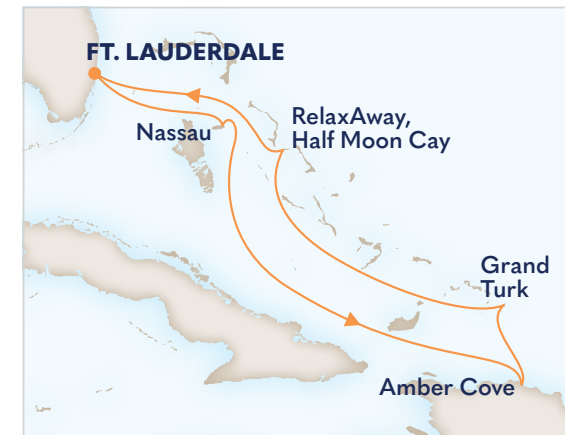 FT. LAUDERDALE
RelaxAway,
Half Moon Cay
Nassau
Grand
Turk
Amber Cove